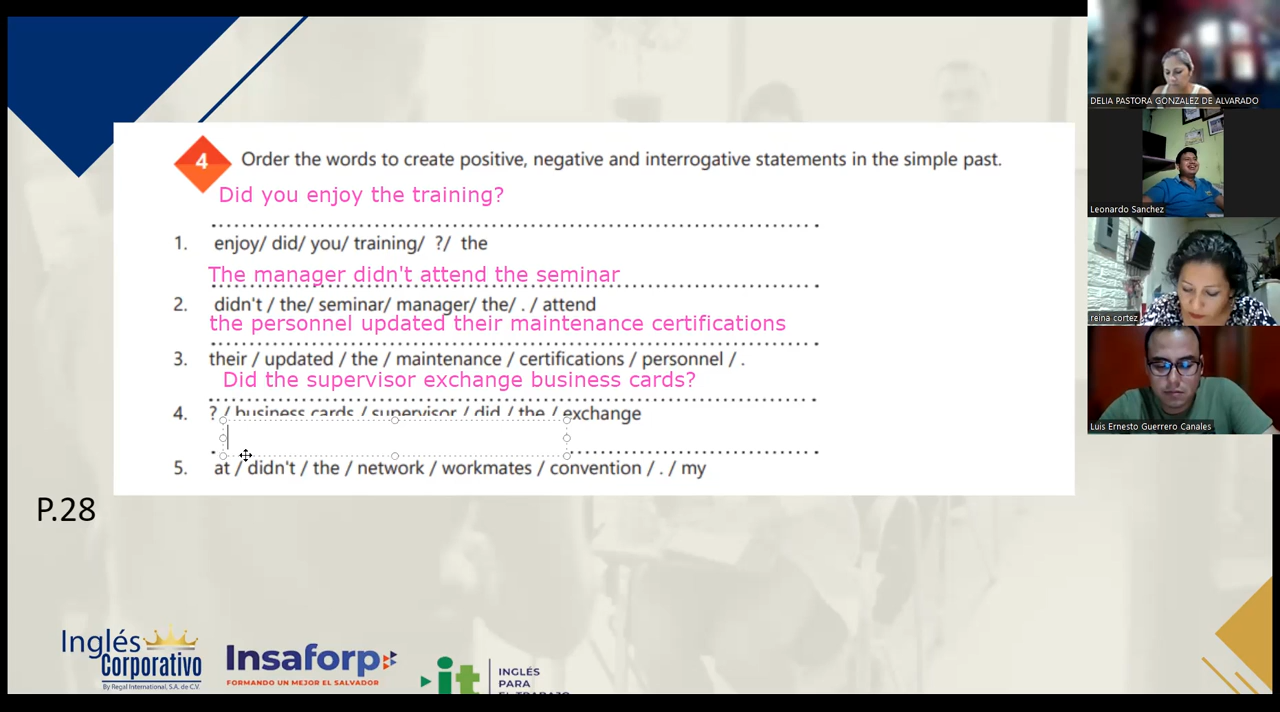 4 Order the words to create positive, negative and interrogative statements in the simple past.
Did you enjoy the training?
1. enjoy/ did/ you/ training/ ?/ the
The manager didn't attend the seminar
2. didn't / the/ seminar/ manager/ the/ . / attend
the personnel updated their maintenance certifications
3. their / updated / the / maintenance / certifications / personnel / .
Did the supervisor exchange business cards?
4. ? / business cards / supervisor / did / the / exchange
5. at / didn't / the / network / workmates / convention / . / my
P.28
Inglés
Corporativo
By Regal International, S.A. de C.V.
Insaforp
FORMANDO UN MEJOR EL SALVADOR
it
INGLÉS
PARA
EL TRABAJO
DELIA PASTORA GONZALEZ DE ALVARADO
Leonardo Sanchez
reina cortez
Luis Ernesto Guerrero Canales